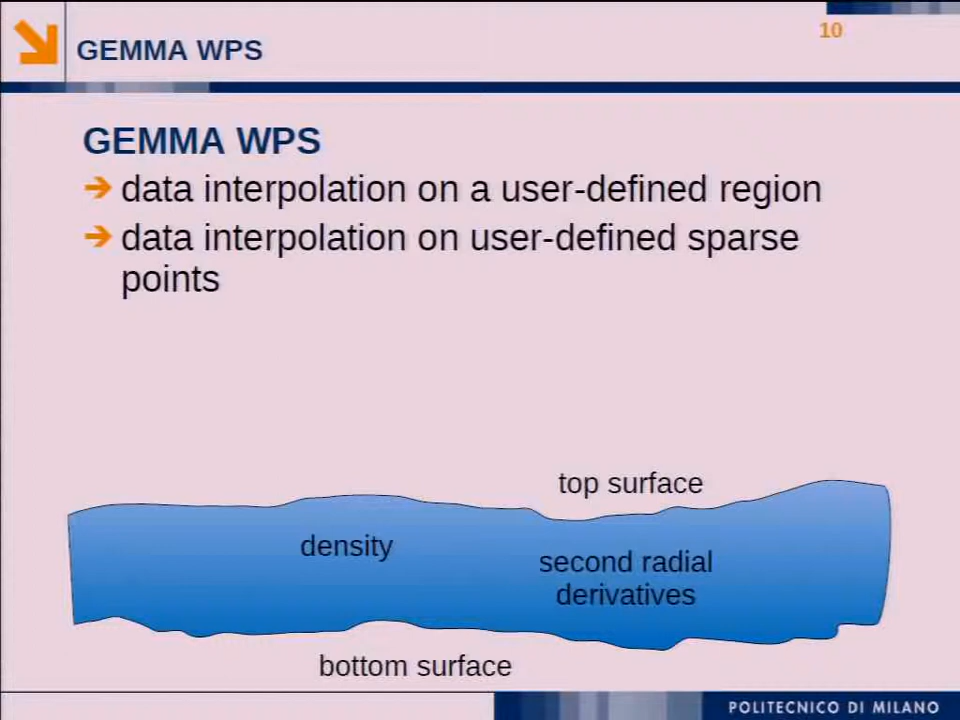 10
GEMMA WPS
GEMMA WPS
data interpolation on a user-defined region
data interpolation on user-defined sparse
points
top surface
density
second radial
derivatives
bottom surface
POLITECNICO DI MILANO